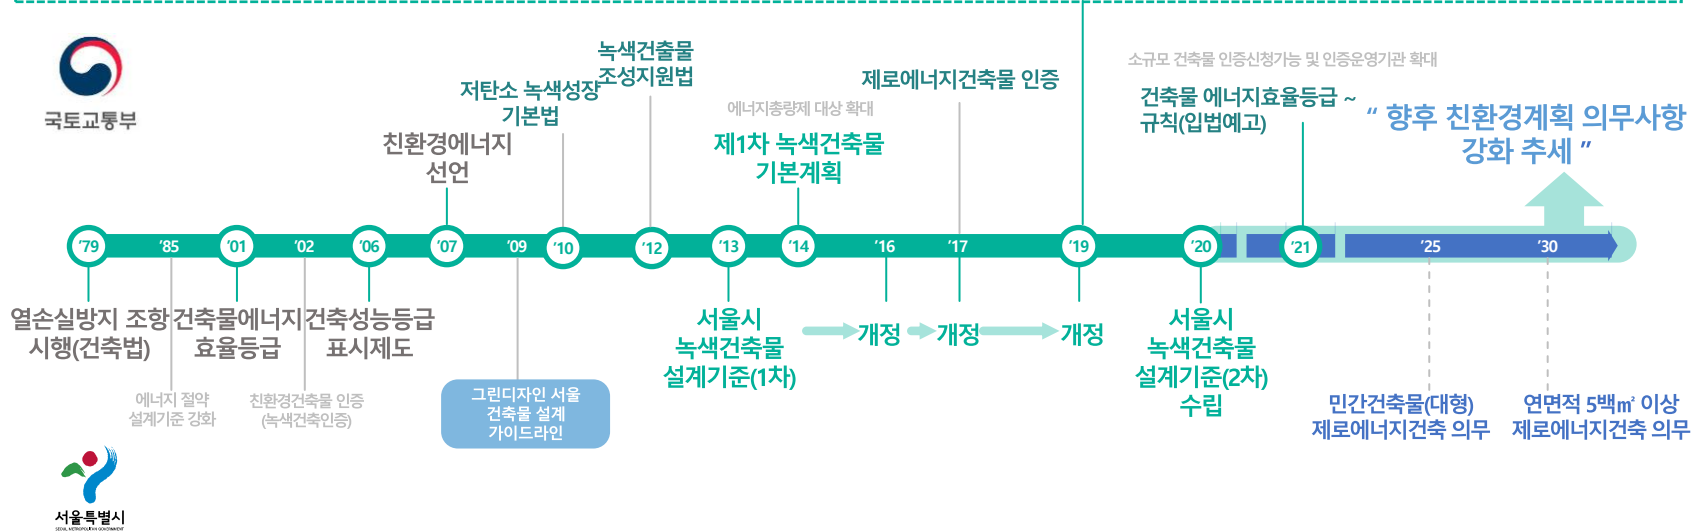 국토교통부
친환경에너지
선언
저탄소 녹색성장
기본법
녹색건출물
조성지원법
에너지총량제 대상 확대
제1차 녹색건축물
기본계획
제로에너지건축물 인증
소규모 건축물 인증신청가능 및 인증운영기관 확대
건축물 에너지효율등급 ~
규칙(입법예고)
“ 향후 친환경계획 의무사항
강화 추세 ”
’79 ’85 ’01 ’02 ’06 ’07 ’09 ’10 ’12 ’13 ’14 ’16 ’17 ’19 ’20 ’21 ’25 ’30
열손실방지 조항
시행(건축법)
에너지 절약
설계기준 강화
건축물에너지
효율등급
친환경건축물 인증
(녹색건축인증)
건축성능등급
표시제도
그린디자인 서울
건축물 설계
가이드라인
서울시
녹색건축물
설계기준(1차)
개정
개정
개정
서울시
녹색건축물
설계기준(2차)
수립
민간건축물(대형)
제로에너지건축 의무
연면적 5백㎡ 이상
제로에너지건축 의무
서울특별시
SEOUL METROPOLITAN GOVERNMENT